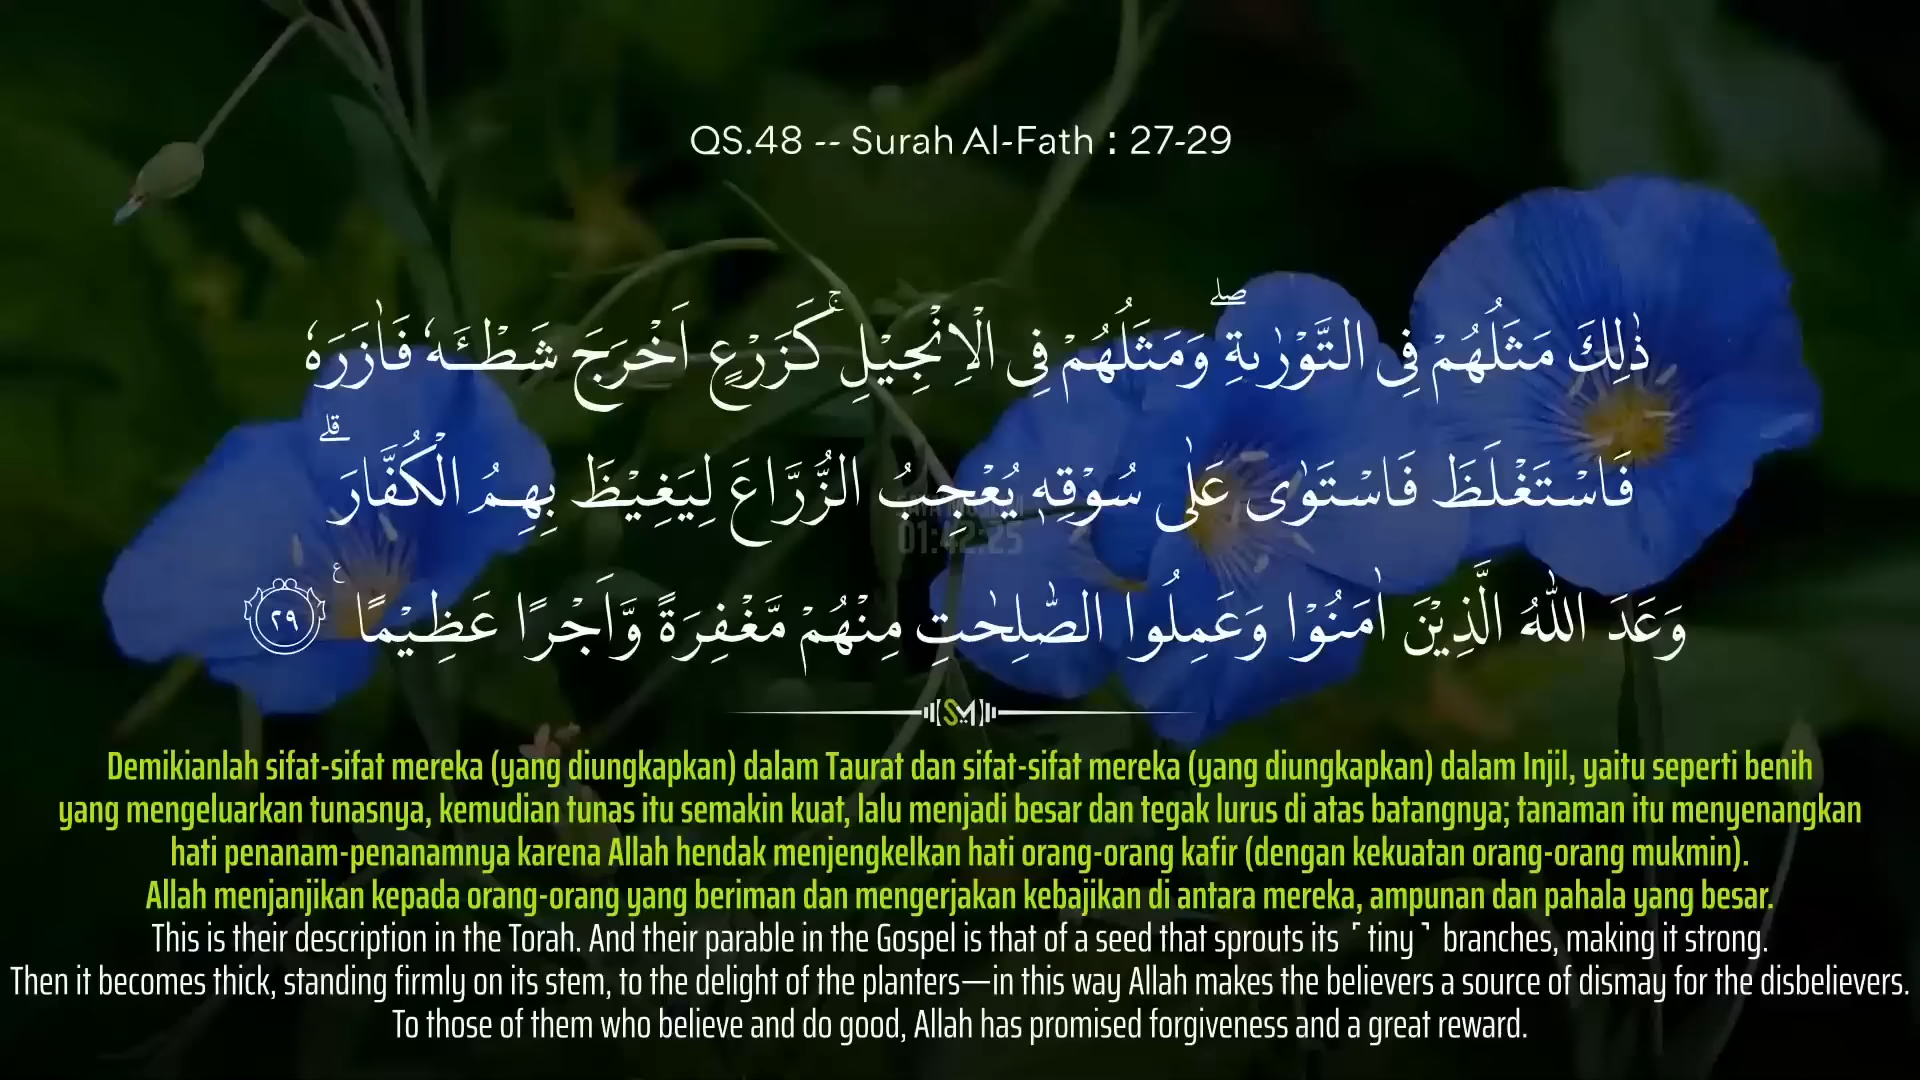 QS.48 -- Surah Al-Fath : 27-29
ذٰلِكَ مَثَلُهُمْ فِى التَّوْرٰىةِ ۖوَمَثَلُهُمْ فِى الْاِنْجِيْلِۚ كَزَرْعٍ اَخْرَجَ شَطْـَٔهٗ فَاٰزَرَهٗ
فَاسْتَغْلَظَ فَاسْتَوٰى عَلٰى سُوْقِهٖ يُعْجِبُ الزُّرَّاعَ لِيَغِيْظَ بِهِمُ الْكُفَّارَ ۗ
وَعَدَ اللّٰهُ الَّذِيْنَ اٰمَنُوْا وَعَمِلُوا الصّٰلِحٰتِ مِنْهُمْ مَّغْفِرَةً وَّاَجْرًا عَظِيْمًا ࣖ ٢٩
01:42:25
SM
Demikianlah sifat-sifat mereka (yang diungkapkan) dalam Taurat dan sifat-sifat mereka (yang diungkapkan) dalam Injil, yaitu seperti benih
yang mengeluarkan tunasnya, kemudian tunas itu semakin kuat, lalu menjadi besar dan tegak lurus di atas batangnya; tanaman itu menyenangkan
hati penanam-penanamnya karena Allah hendak menjengkelkan hati orang-orang kafir (dengan kekuatan orang-orang mukmin).
Allah menjanjikan kepada orang-orang yang beriman dan mengerjakan kebajikan di antara mereka, ampunan dan pahala yang besar.
This is their description in the Torah. And their parable in the Gospel is that of a seed that sprouts its ˹tiny˺ branches, making it strong.
Then it becomes thick, standing firmly on its stem, to the delight of the planters—in this way Allah makes the believers a source of dismay for the disbelievers.
To those of them who believe and do good, Allah has promised forgiveness and a great reward.